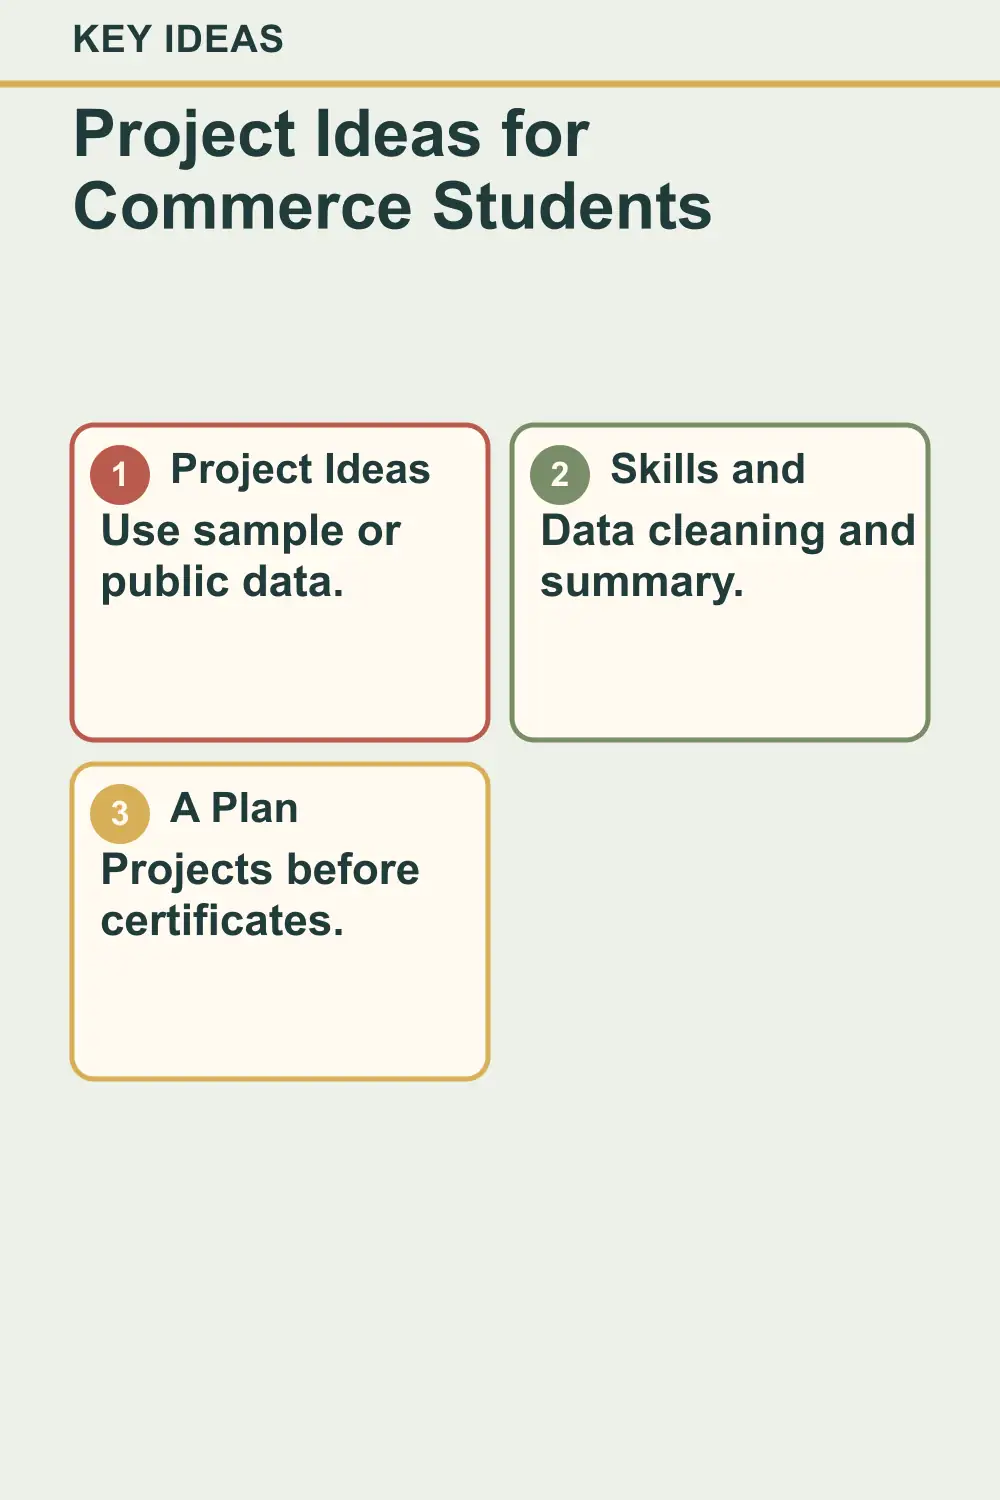 KEY IDEAS
Project Ideas for
Commerce Students
1 Project Ideas
Use sample or
public data.
2 Skills and
Data cleaning and
summary.
3 A Plan
Projects before
certificates.